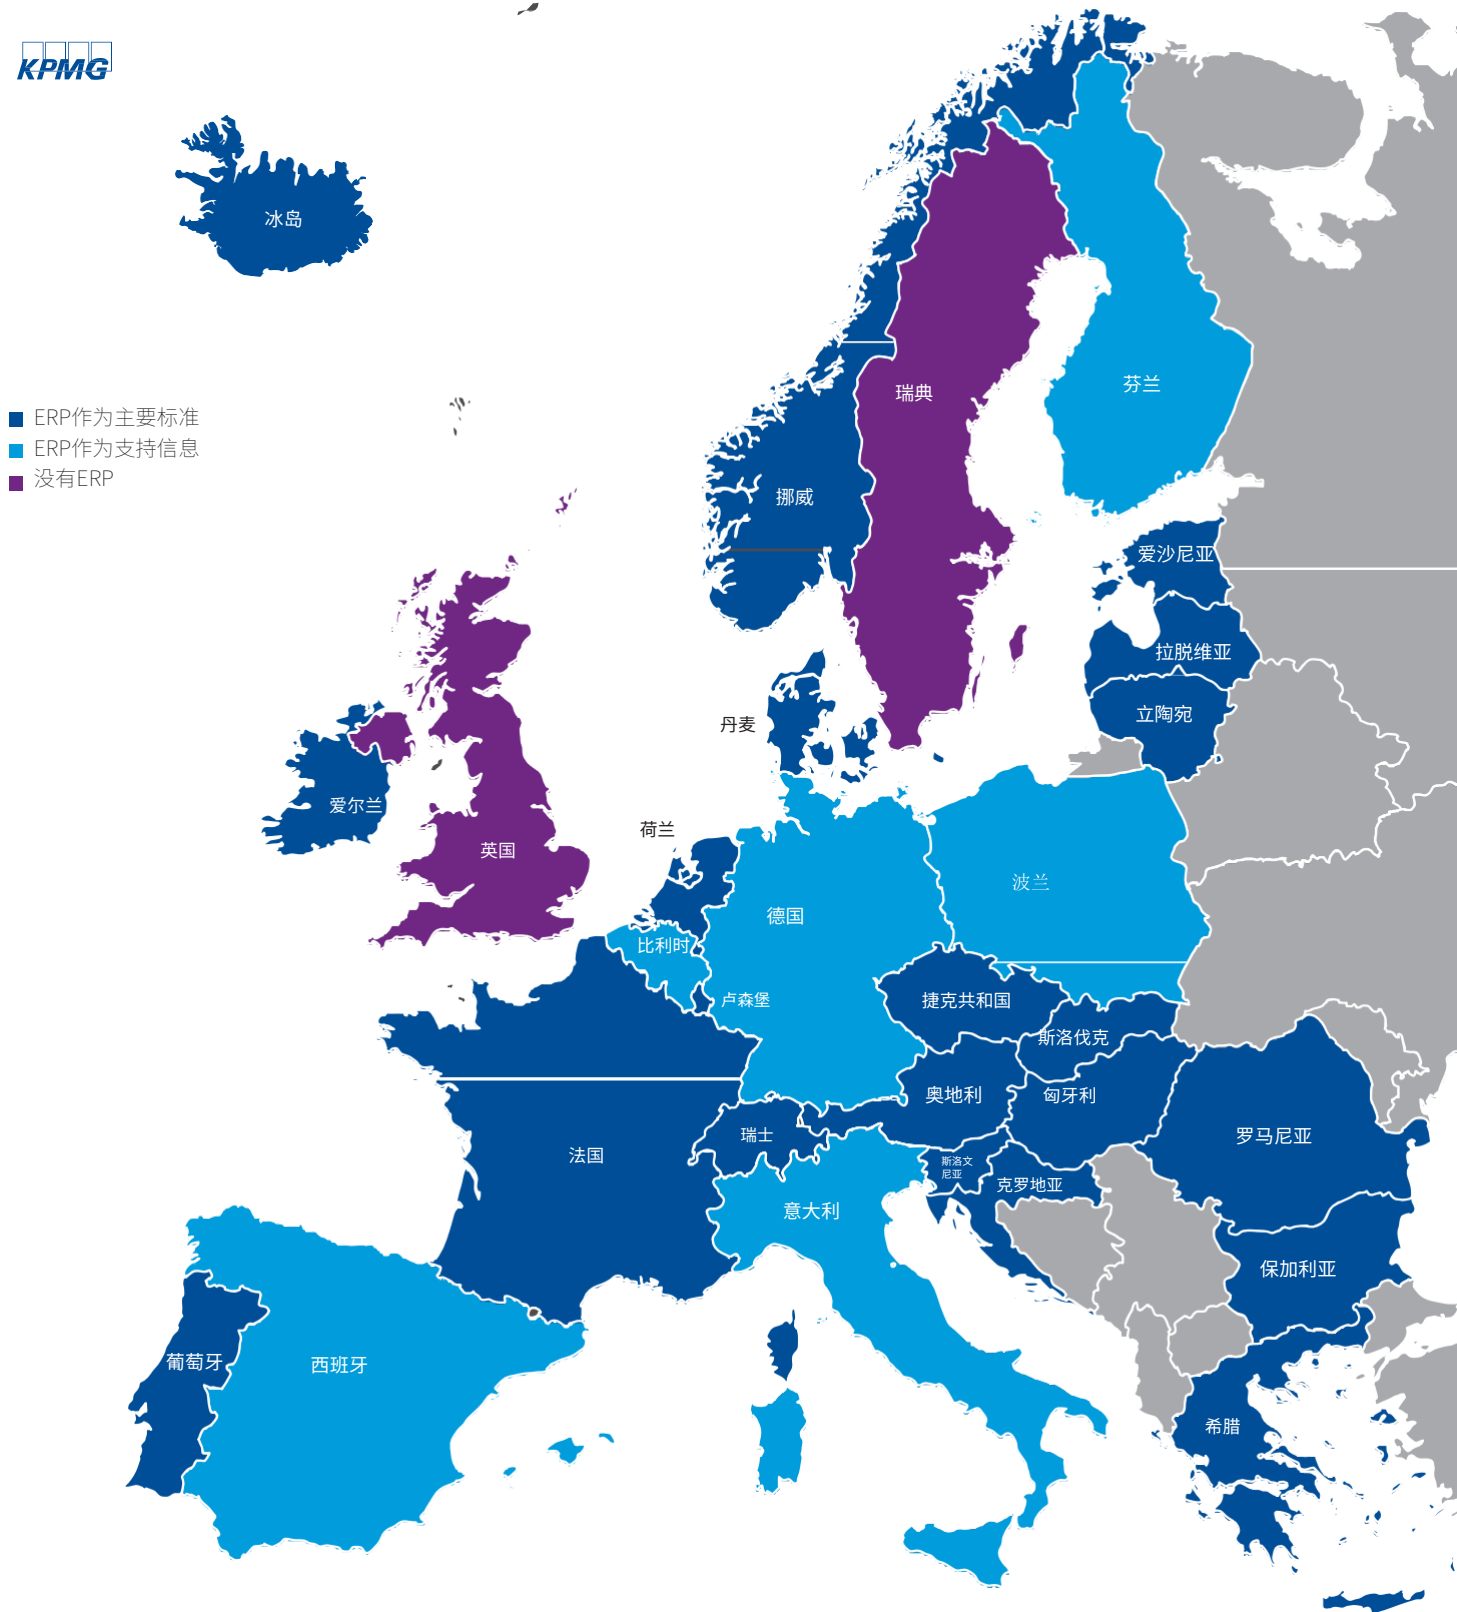 KPMG
冰岛
ERP作为主要标准
ERP作为支持信息
没有ERP
瑞典
芬兰
挪威
爱沙尼亚
拉脱维亚
立陶宛
丹麦
爱尔兰
荷兰
英国
波兰
德国
比利时
卢森堡
捷克共和国
斯洛伐克
奥地利
匈牙利
瑞士
罗马尼亚
法国
斯洛文
尼亚
克罗地亚
意大利
保加利亚
葡萄牙
西班牙
希腊